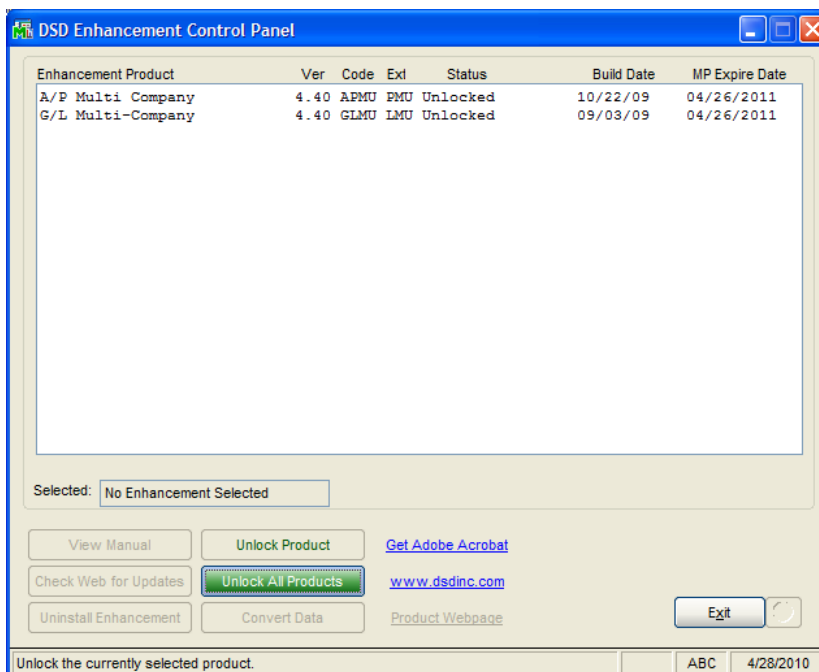 DSD Enhancement Control Panel
Enhancement Product Ver Code Ext Status Build Date MP Expire Date
A/P Multi Company 4.40 APMU PMU Unlocked 10/22/09 04/26/2011
G/L Multi-Company 4.40 GLMU LMU Unlocked 09/03/09 04/26/2011
Selected: No Enhancement Selected
View Manual Unlock Product Get Adobe Acrobat
Check Web for Updates Unlock All Products www.dsdinc.com
Uninstall Enhancement Convert Data Product Webpage Exit
Unlock the currently selected product. ABC 4/28/2010